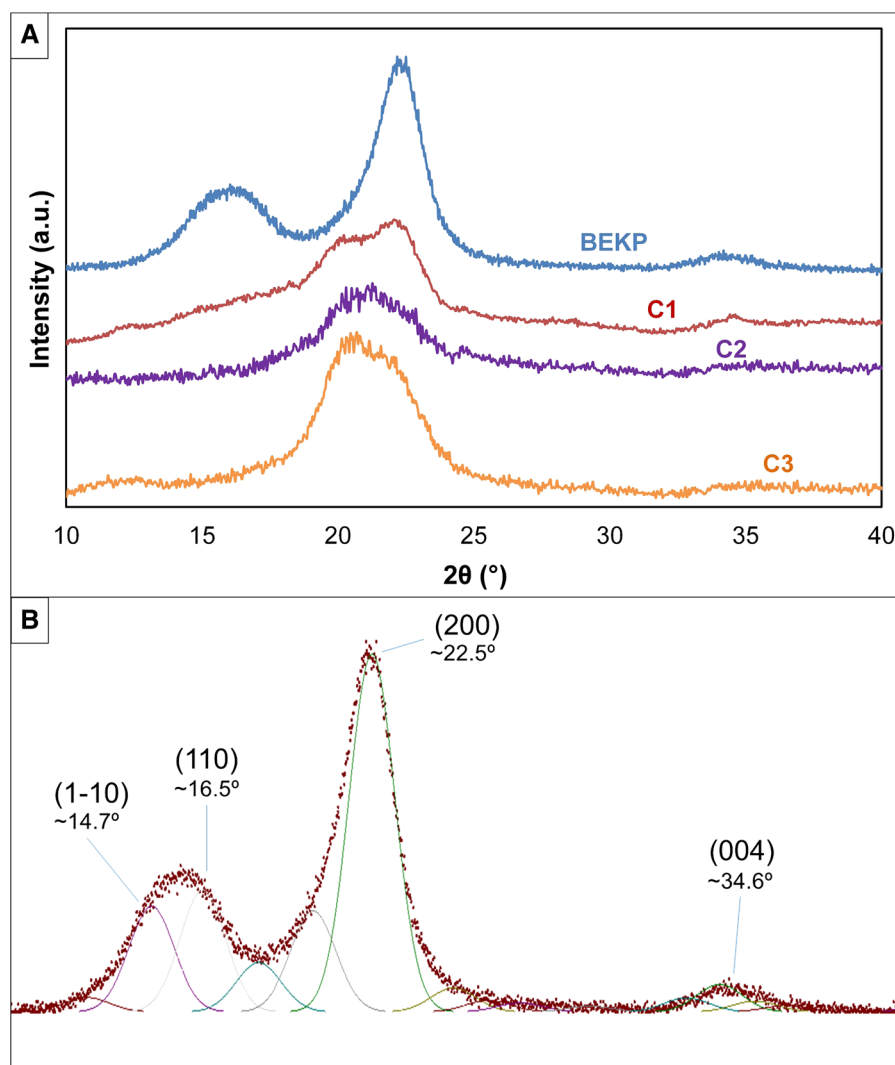 A
Intensity (a.u.)
BEKP
C1
C2
C3
10 15 20 25 30 35 40
2θ (°)
B
(200)
~22.5º
(110)
~16.5º
(1-10)
~14.7º
(004)
~34.6º